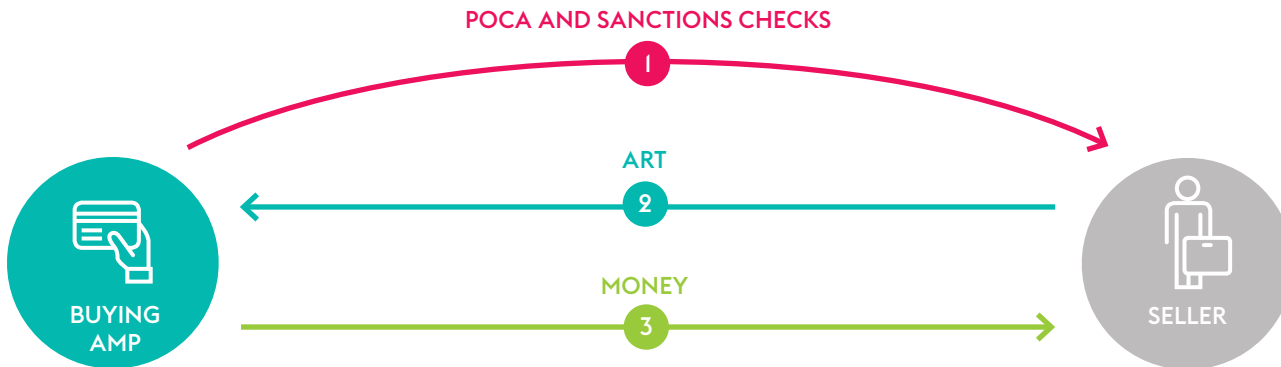 POCA AND SANCTIONS CHECKS
1
ART
2
MONEY
3
BUYING
AMP
SELLER